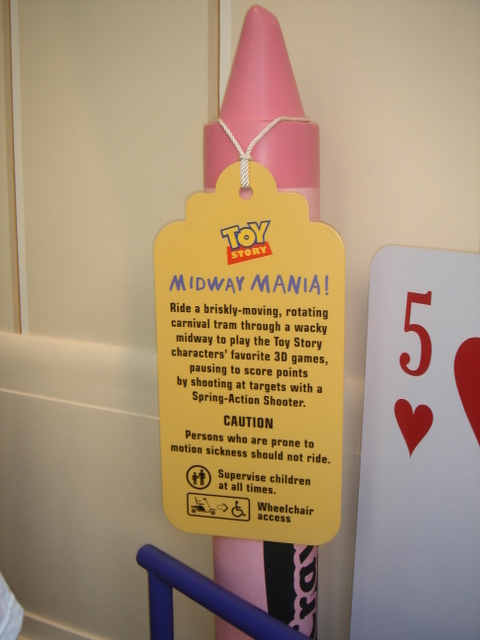 TOY
STORY
MIDWAY MANIA!
Ride a briskly-moving, rotating
carnival tram through a wacky
midway to play the Toy Story
characters' favorite 3D games,
pausing to score points
by shooting at targets with a
Spring-Action Shooter.
CAUTION
Persons who are prone to
motion sickness should not ride.
Supervise children
at all times.
Wheelchair
access
5